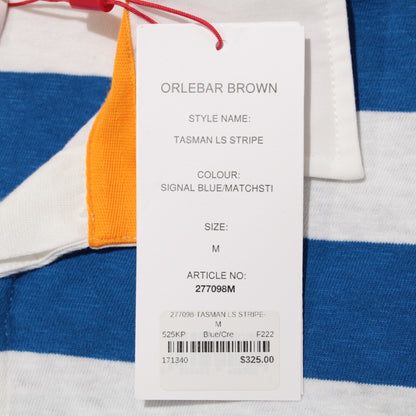 ORLEBAR BROWN
STYLE NAME:
TASMAN LS STRIPE
COLOUR:
SIGNAL BLUE/MATCHSTI
SIZE:
M
ARTICLE NO:
277098M
277098-TASMAN LS STRIPE-
M
525KP Blue/Cre F222
171340 $325.00